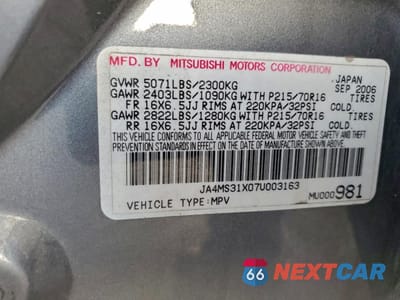 MFD. BY MITSUBISHI MOTORS CORPORATION
JAPAN
GVWR 5071LBS/2300KG SEP.2006
GAWR 2403LBS/1090KG WITH P215/70R16
FR 16X6.5JJ RIMS AT 220KPA/32PSI COLD.
GAWR 2822LBS/1280KG WITH P215/70R16
RR 16X6.5JJ RIMS AT 220KPA/32PSI COLD.
THIS VEHICLE CONFORMS TO ALL APPLICABLE FEDERAL MOTOR VEHICLE SAFETY AND THEFT PREVENTION STANDARDS IN EFFECT ON THE DATE OF MANUFACTURE SHOWN ABOVE.
JA4MS31X07U003163
VEHICLE TYPE:MPV
MU000981
66 NEXTCAR